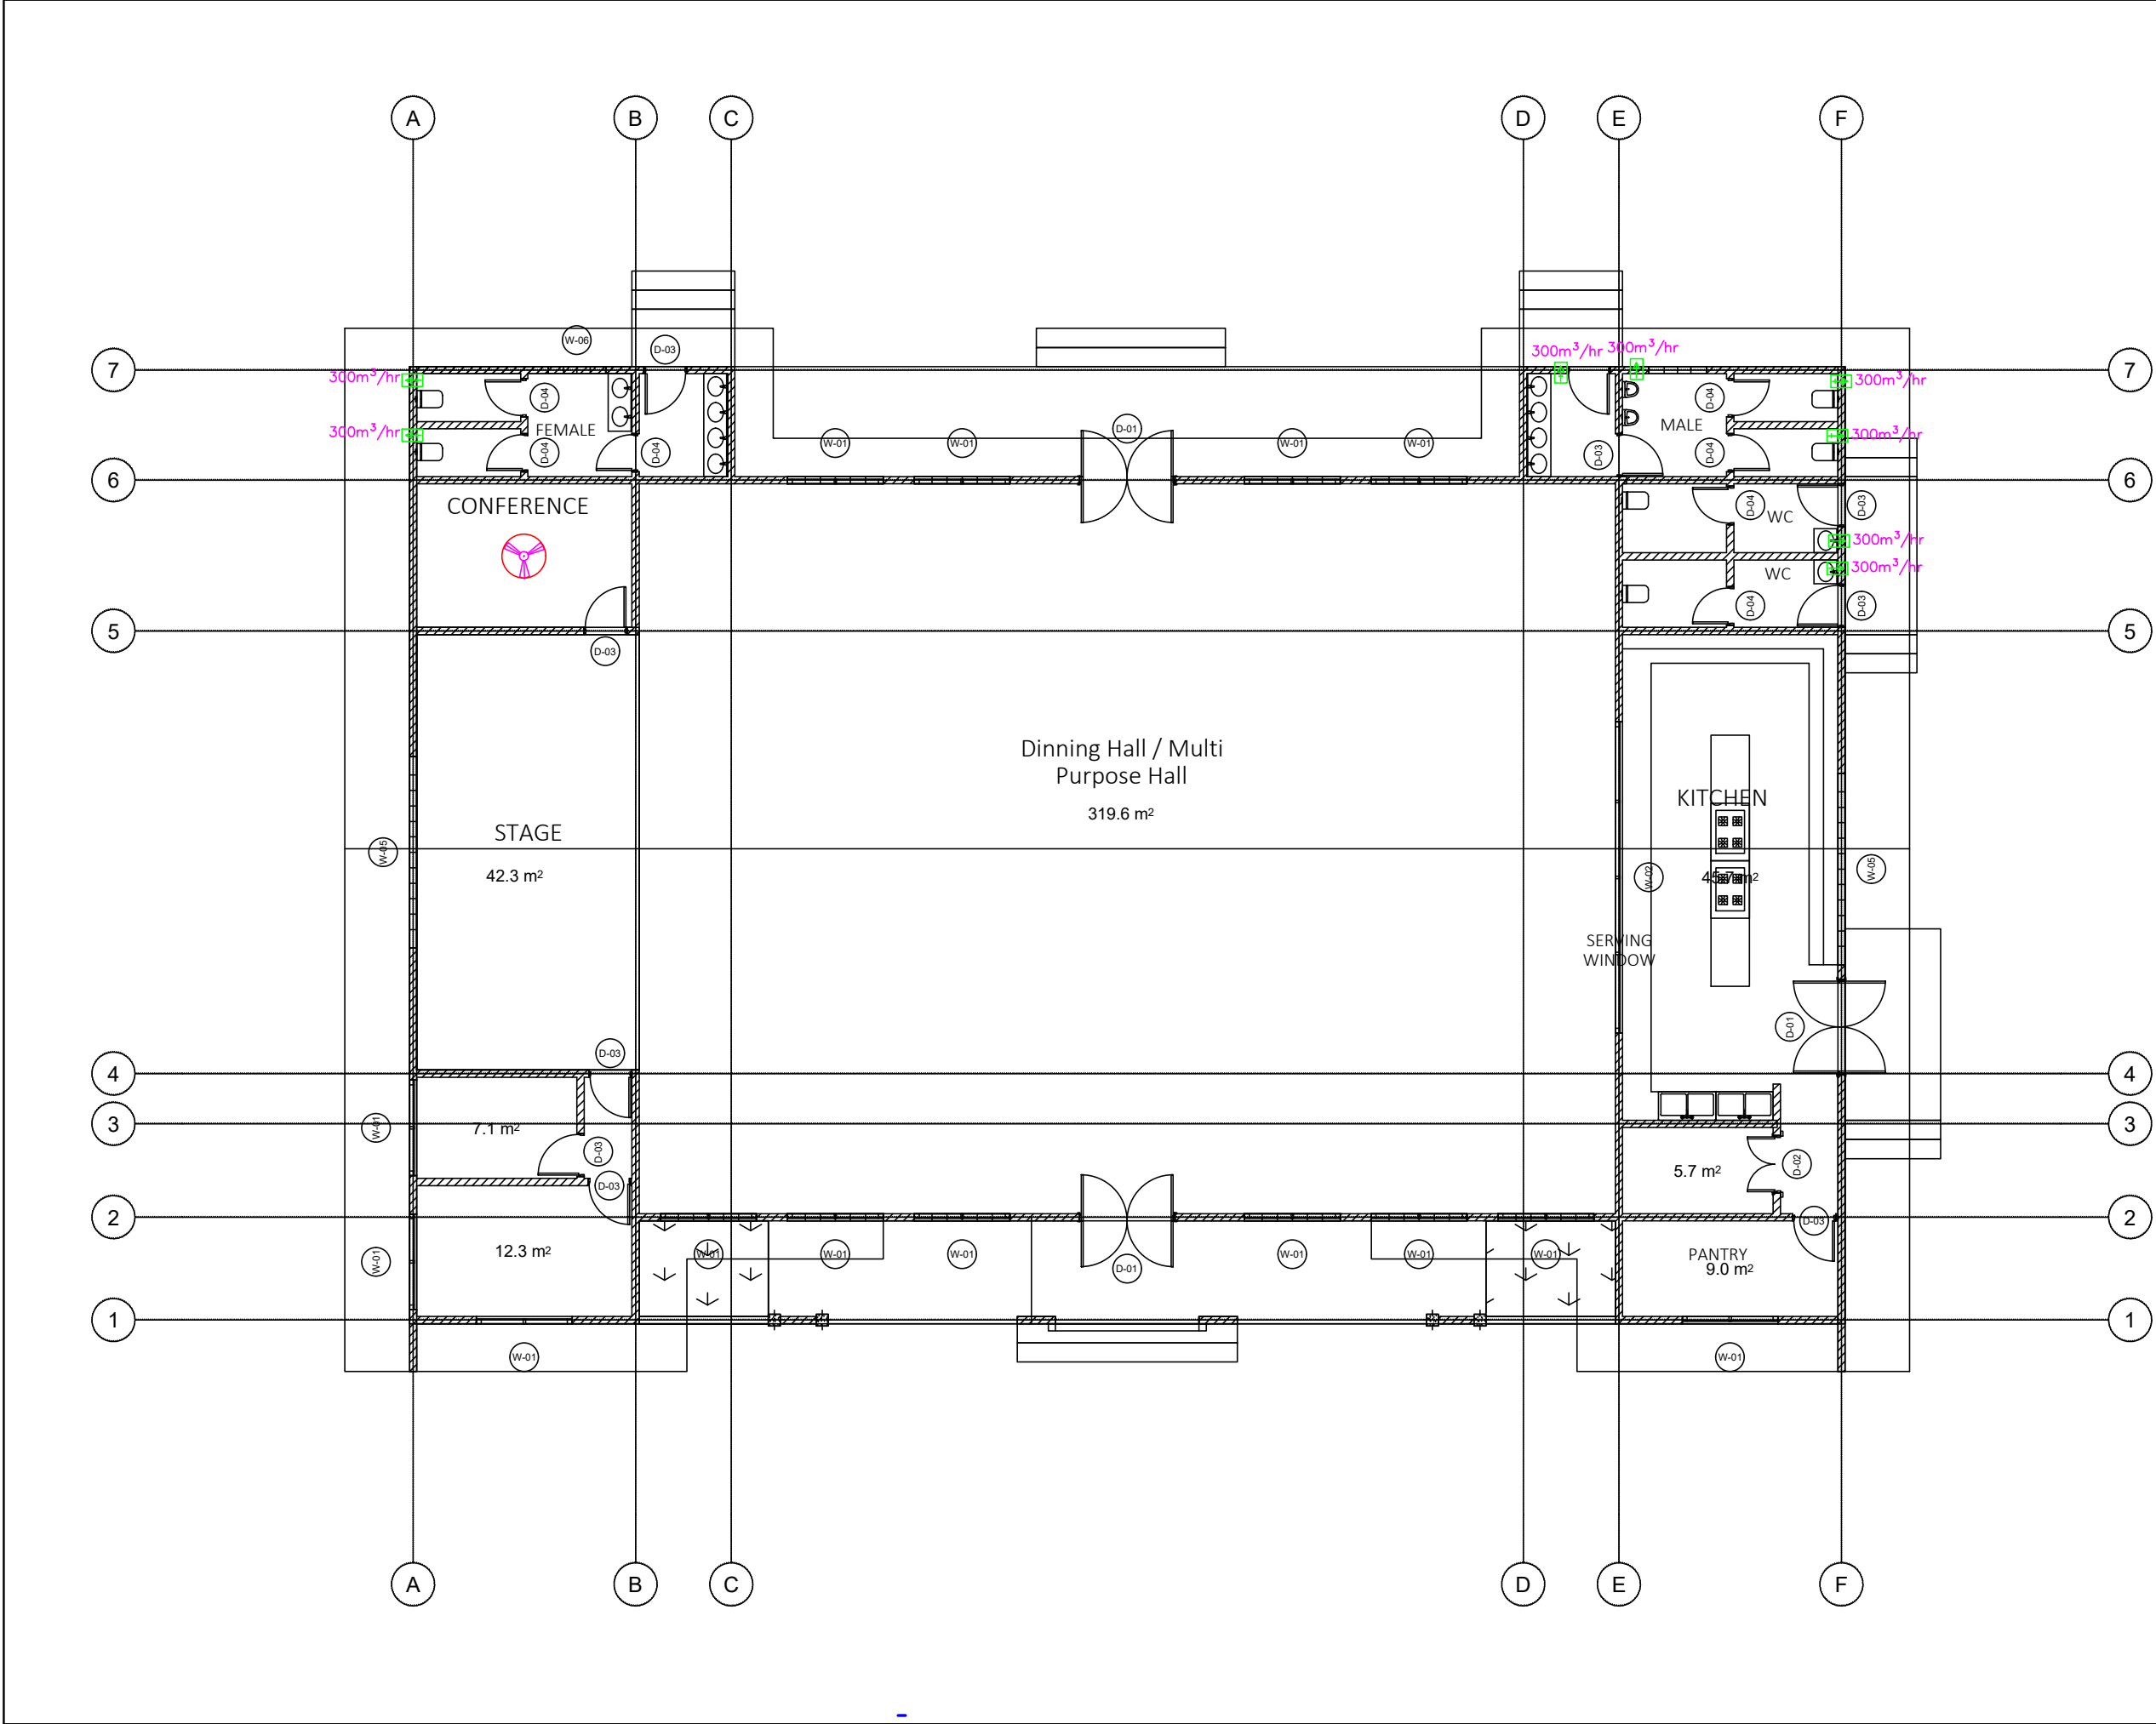 A B C D E F
W-06
D-03
300m³/hr 300m³/hr
7 7
300m³/hr 300m³/hr
D-04 D-04
FEMALE MALE
300m³/hr 300m³/hr
W-01 W-01 D-01 W-01 W-01
D-04 D-04 D-03 D-04
6 6
CONFERENCE
D-04 WC D-03
300m³/hr
300m³/hr
WC
D-04 D-03
5 5
D-03
Dinning Hall / Multi
Purpose Hall
319.6 m²
KITCHEN
STAGE
42.3 m²
W-05 W-05
W-02 45.7 m²
SERVING
WINDOW
D-01
D-03
4 4
3 3
W-01 7.1 m²
D-03
D-03
5.7 m² D-02
2 2
D-03
12.3 m²
W-01 W-01 W-01 W-01 D-01 W-01 W-01 W-01
PANTRY
9.0 m²
1 1
W-01 W-01
A B C D E F